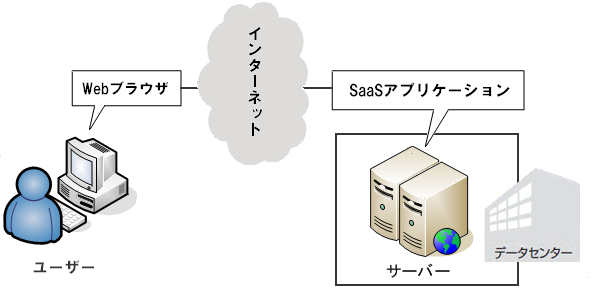 Webブラウザ
インターネット
SaaSアプリケーション
ユーザー
サーバー
データセンター